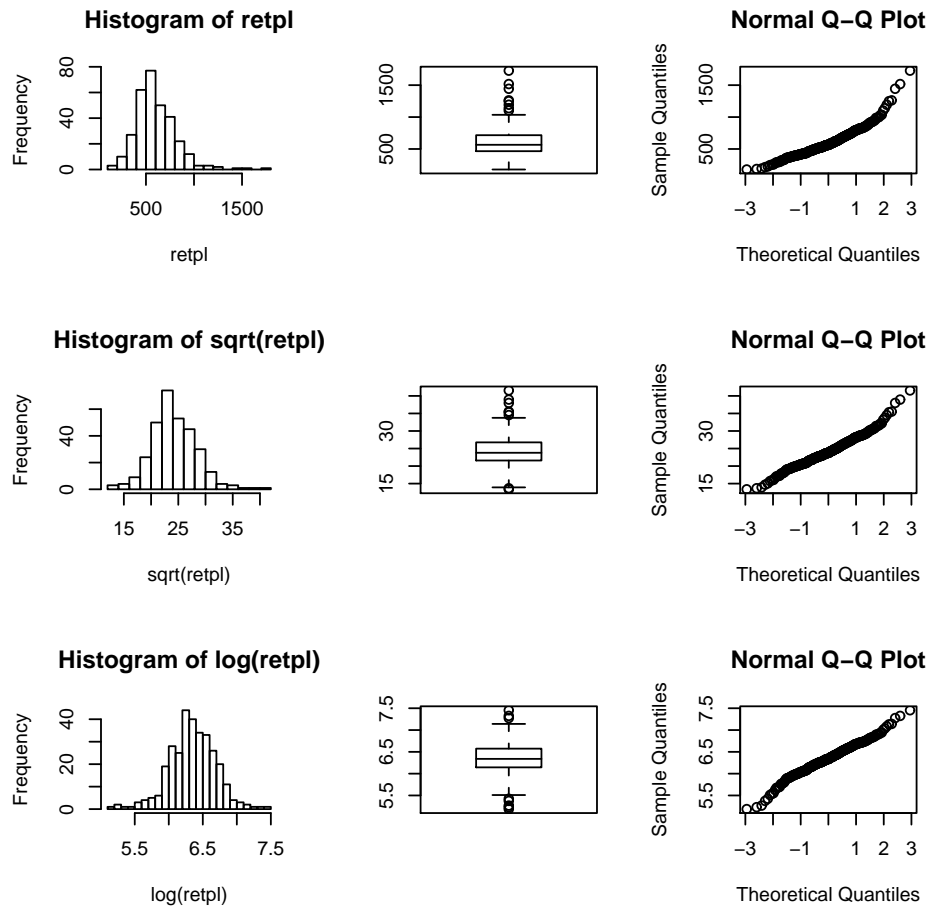 Histogram of retpl
Frequency
0 40 80
500 1500
retpl
500 1500
Normal Q−Q Plot
Sample Quantiles
500 1500
−3 −1 1 2 3
Theoretical Quantiles
Histogram of sqrt(retpl)
Frequency
0 40
15 25 35
sqrt(retpl)
15 30
Normal Q−Q Plot
Sample Quantiles
15 30
−3 −1 1 2 3
Theoretical Quantiles
Histogram of log(retpl)
Frequency
0 20 40
5.5 6.5 7.5
log(retpl)
5.5 6.5 7.5
Normal Q−Q Plot
Sample Quantiles
5.5 6.5 7.5
−3 −1 1 2 3
Theoretical Quantiles